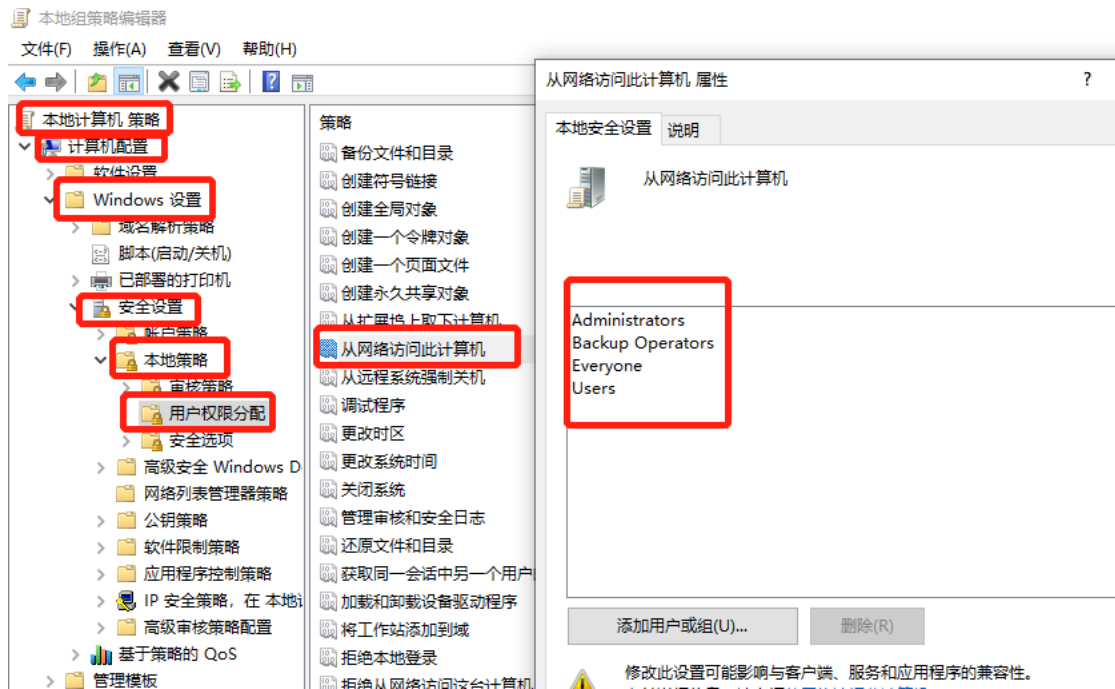 本地组策略编辑器
文件(F) 操作(A) 查看(V) 帮助(H)
本地计算机 策略
计算机配置
软件设置
Windows 设置
域名解析策略
脚本(启动/关机)
已部署的打印机
安全设置
帐户策略
本地策略
审核策略
用户权限分配
安全选项
高级安全 Windows D
网络列表管理器策略
公钥策略
软件限制策略
应用程序控制策略
IP 安全策略，在 本地
高级审核策略配置
基于策略的 QoS
管理模板
策略
备份文件和目录
创建符号链接
创建全局对象
创建一个令牌对象
创建一个页面文件
创建永久共享对象
从扩展坞上取下计算机
从网络访问此计算机
从远程系统强制关机
调试程序
更改时区
更改系统时间
关闭系统
管理审核和安全日志
还原文件和目录
获取同一会话中另一个用户
加载和卸载设备驱动程序
将工作站添加到域
拒绝本地登录
拒绝从网络访问这台计算机
从网络访问此计算机 属性
?
本地安全设置 说明
从网络访问此计算机
Administrators
Backup Operators
Everyone
Users
添加用户或组(U)... 删除(R)
修改此设置可能影响与客户端、服务和应用程序的兼容性。